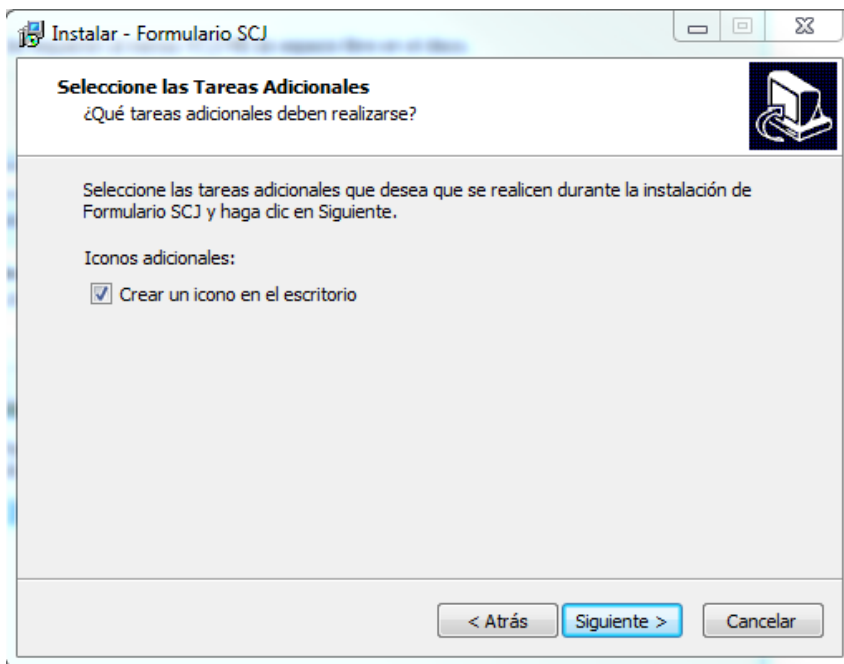 Instalar - Formulario SCJ
Seleccione las Tareas Adicionales
¿Qué tareas adicionales deben realizarse?
Seleccione las tareas adicionales que desea que se realicen durante la instalación de
Formulario SCJ y haga clic en Siguiente.
Iconos adicionales:
Crear un icono en el escritorio
< Atrás
Siguiente >
Cancelar